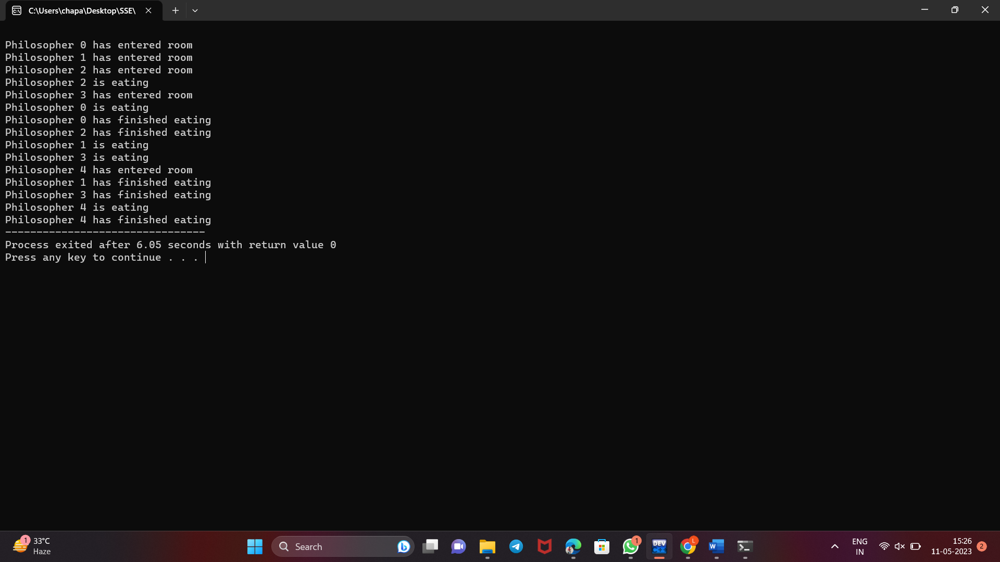 C:\Users\chapa\Desktop\SSE\
Philosopher 0 has entered room
Philosopher 1 has entered room
Philosopher 2 has entered room
Philosopher 2 is eating
Philosopher 3 has entered room
Philosopher 0 is eating
Philosopher 0 has finished eating
Philosopher 2 has finished eating
Philosopher 1 is eating
Philosopher 3 is eating
Philosopher 4 has entered room
Philosopher 1 has finished eating
Philosopher 3 has finished eating
Philosopher 4 is eating
Philosopher 4 has finished eating
--------------------------------
Process exited after 6.05 seconds with return value 0
Press any key to continue . . .
1
33°C
Haze
Search
1
DEV
C++
L
W
ENG
IN
15:26
11-05-2023
2